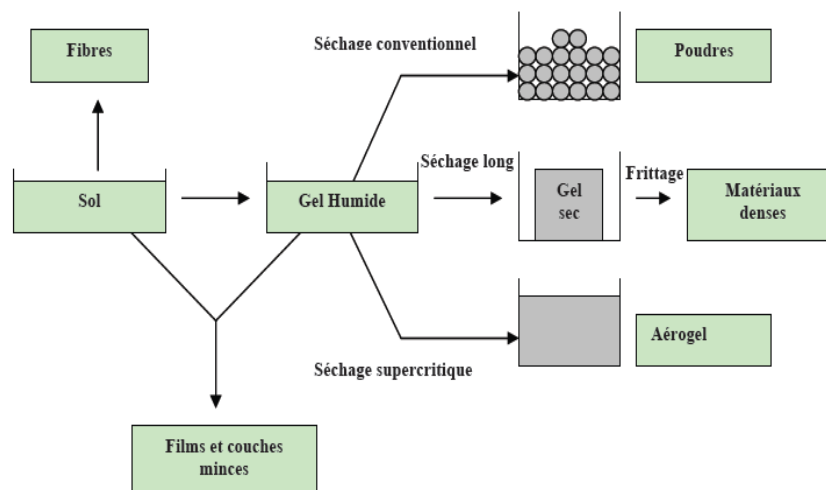 Séchage conventionnel
Poudres
Fibres
Séchage long
Frittage
Sol
Gel Humide
Gel
sec
Matériaux
denses
Aérogel
Séchage supercritique
Films et couches
minces